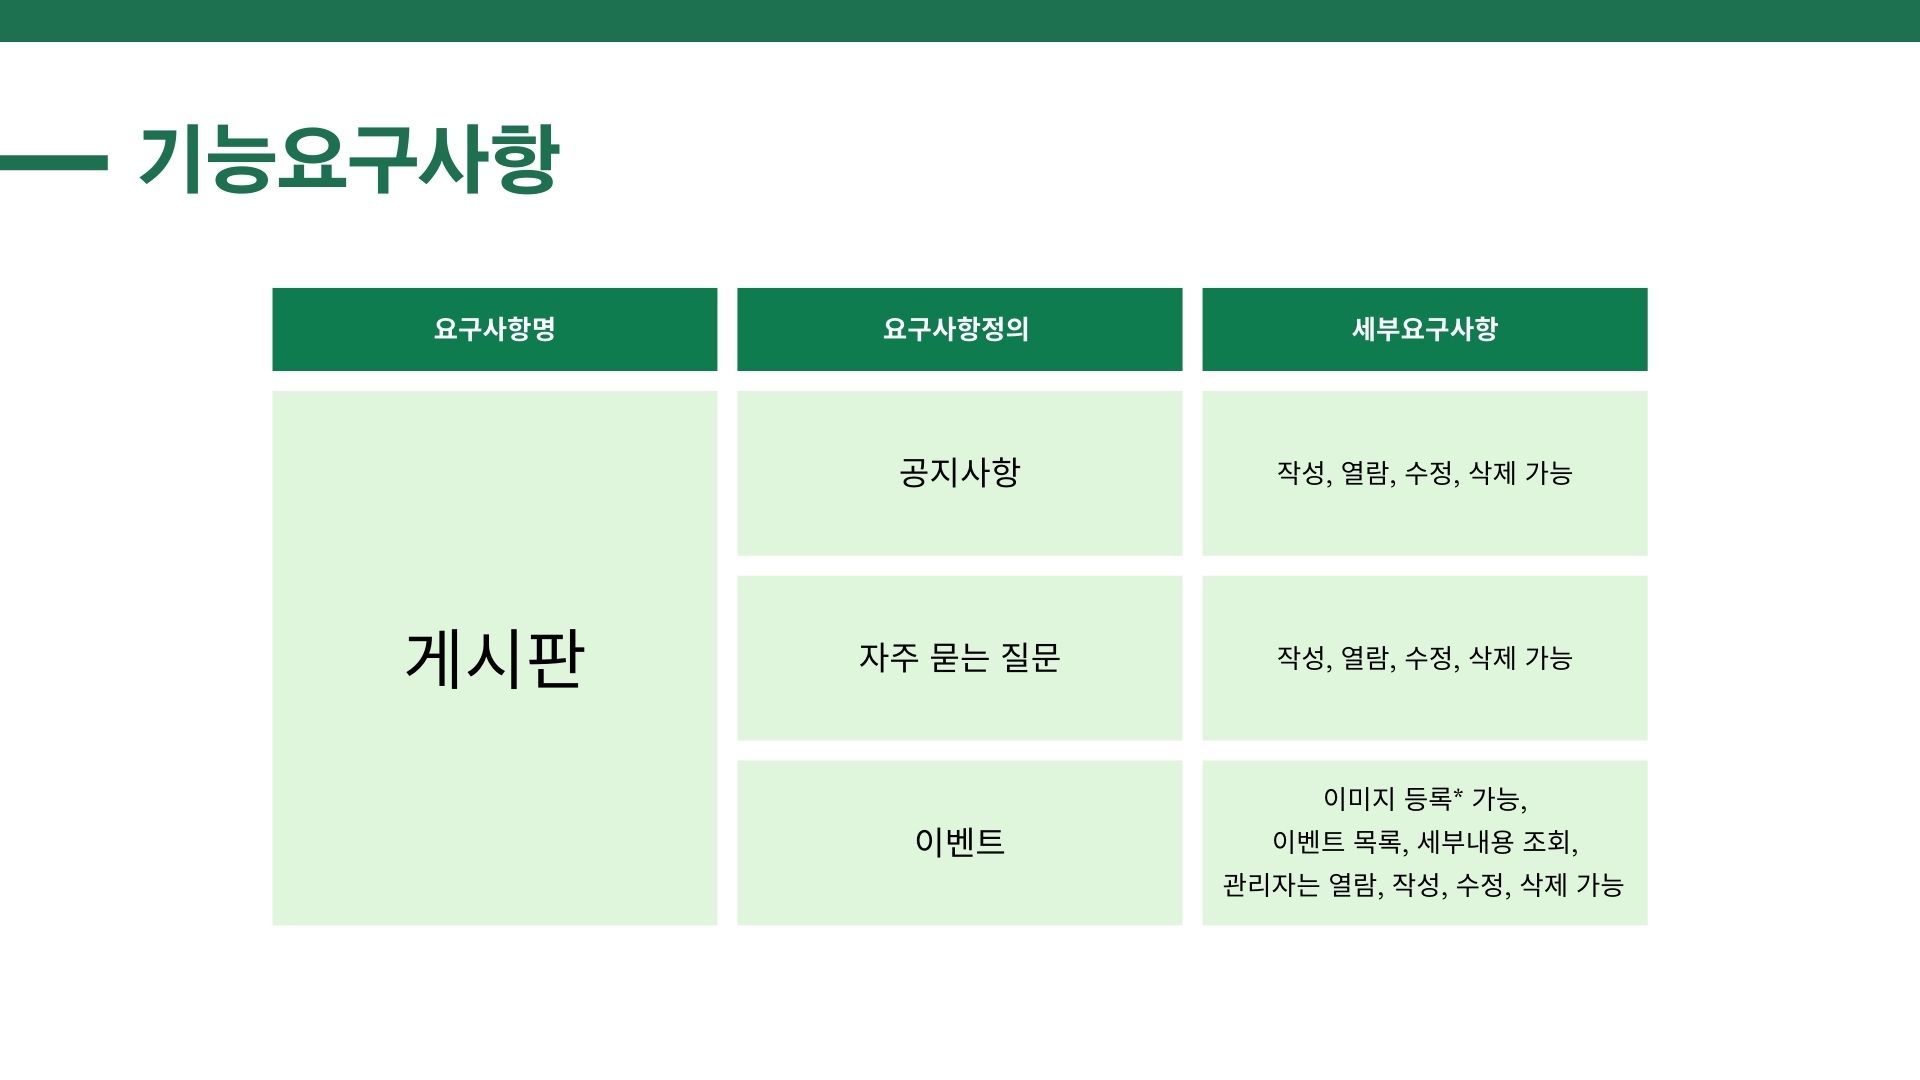 기능요구사항
요구사항명
요구사항정의
세부요구사항
게시판
공지사항
작성, 열람, 수정, 삭제 가능
자주 묻는 질문
작성, 열람, 수정, 삭제 가능
이벤트
이미지 등록* 가능,
이벤트 목록, 세부내용 조회,
관리자는 열람, 작성, 수정, 삭제 가능